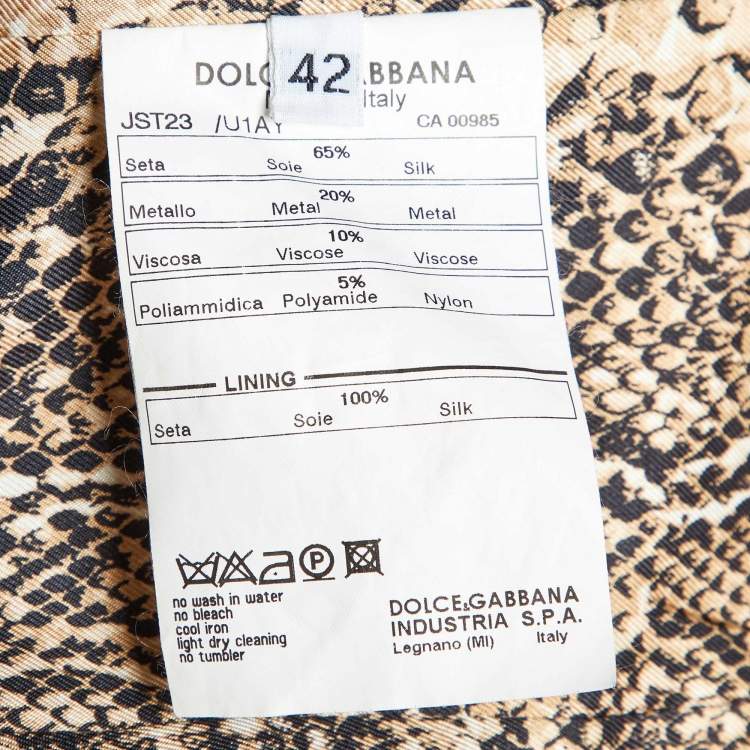 42
DOLC ABBANA
Italy
JST23 /U1AY CA 00985
65%
Seta Soie Silk
20%
Metallo Metal Metal
10%
Viscosa Viscose Viscose
5%
Poliammidica Polyamide Nylon
LINING
100%
Seta Soie Silk
P
no wash in water
no bleach
cool iron
light dry cleaning
no tumbler
DOLCE&GABBANA
INDUSTRIA S.P.A.
Legnano (MI) Italy